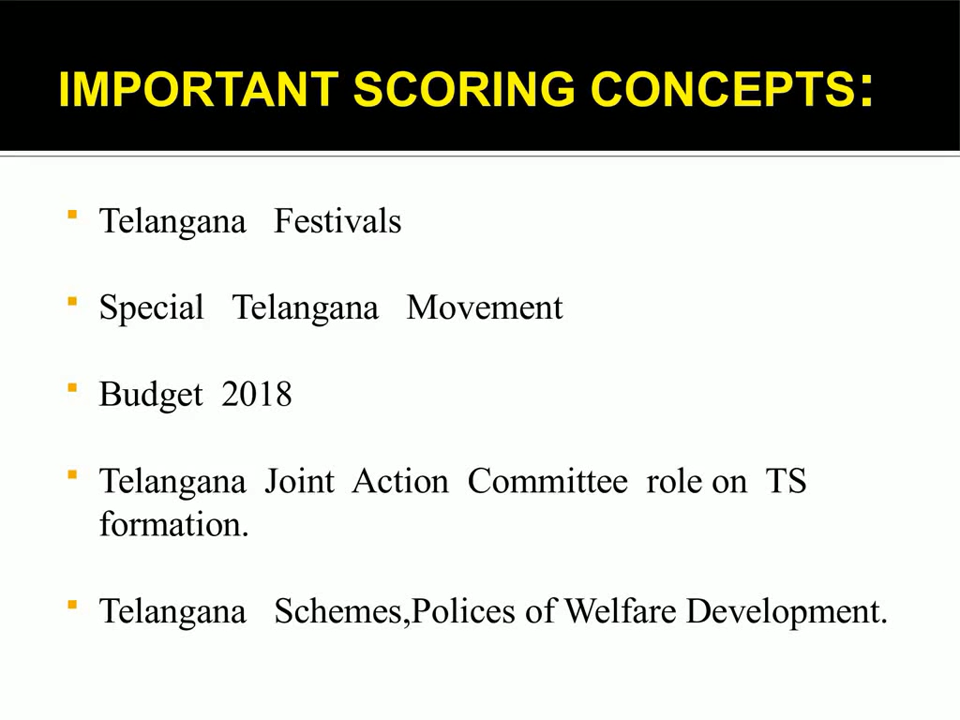 IMPORTANT SCORING CONCEPTS:
Telangana Festivals
Special Telangana Movement
Budget 2018
Telangana Joint Action Committee role on TS
formation.
Telangana Schemes,Polices of Welfare Development.